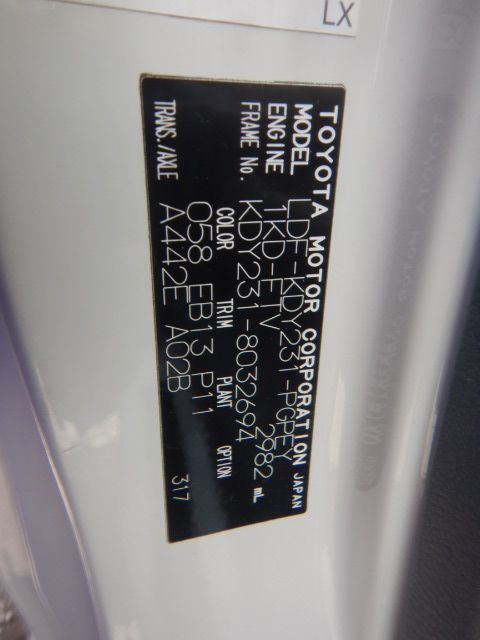 LX
TOYOTA MOTOR CORPORATION JAPAN
MODEL LDF-KDY231-PGPEY
ENGINE 1KD-FTV 2982 mL
FRAME No. KDY231-8032694
COLOR TRIM PLANT OPTION
058 EB13 P11
TRANS./AXLE A442E A02B
317